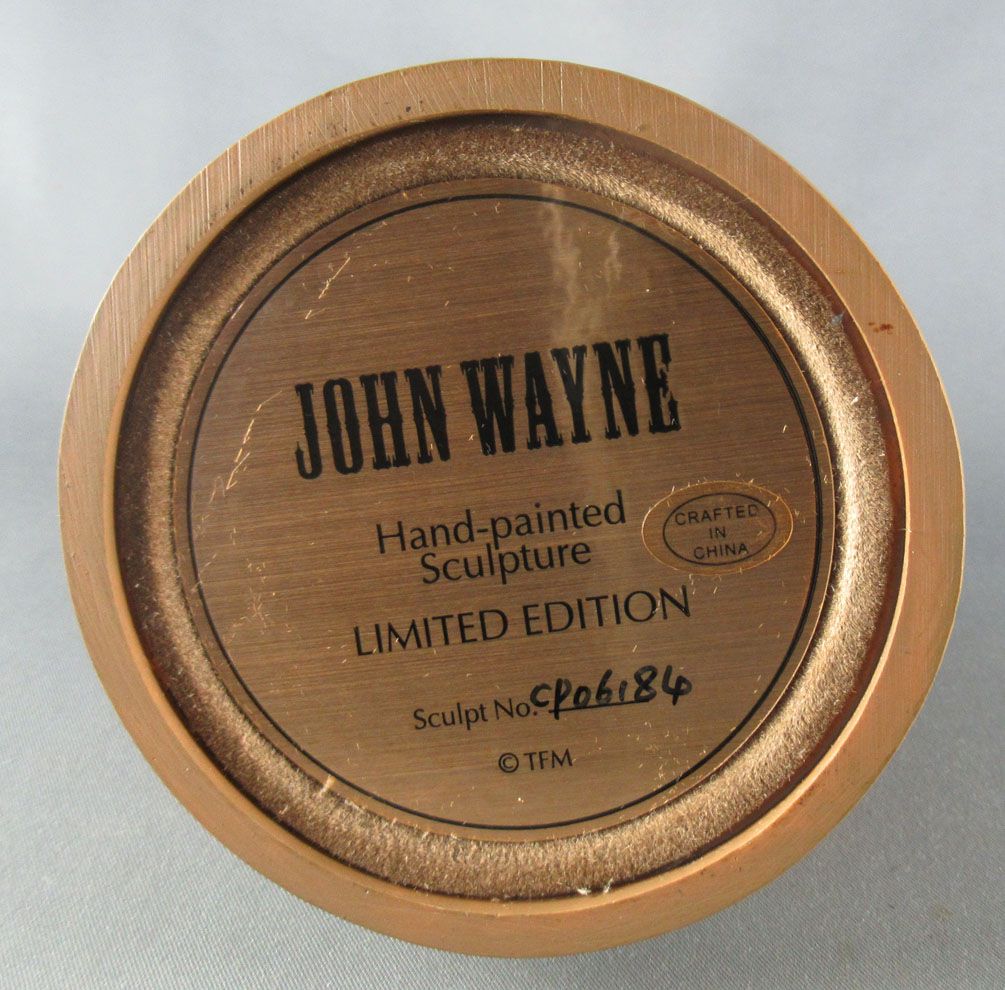 JOHN WAYNE
Hand-painted
Sculpture
CRAFTED
IN
CHINA
LIMITED EDITION
Sculpt No. CP06184
© TFM